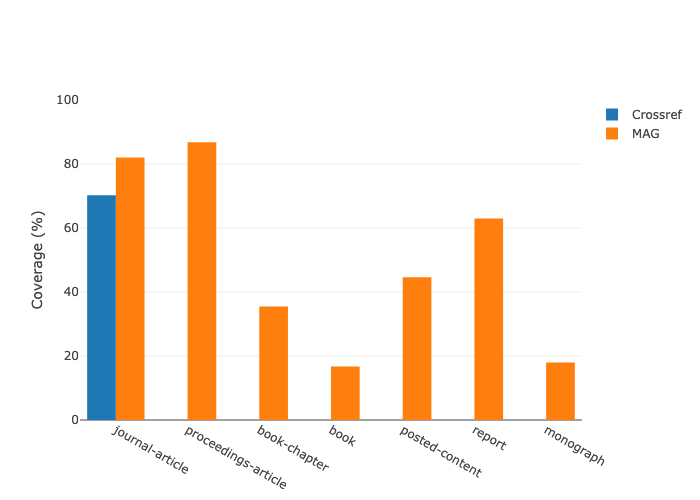 100
80
60
40
20
0
Coverage (%)
journal-article
proceedings-article
book-chapter
book
posted-content
report
monograph
Crossref
MAG